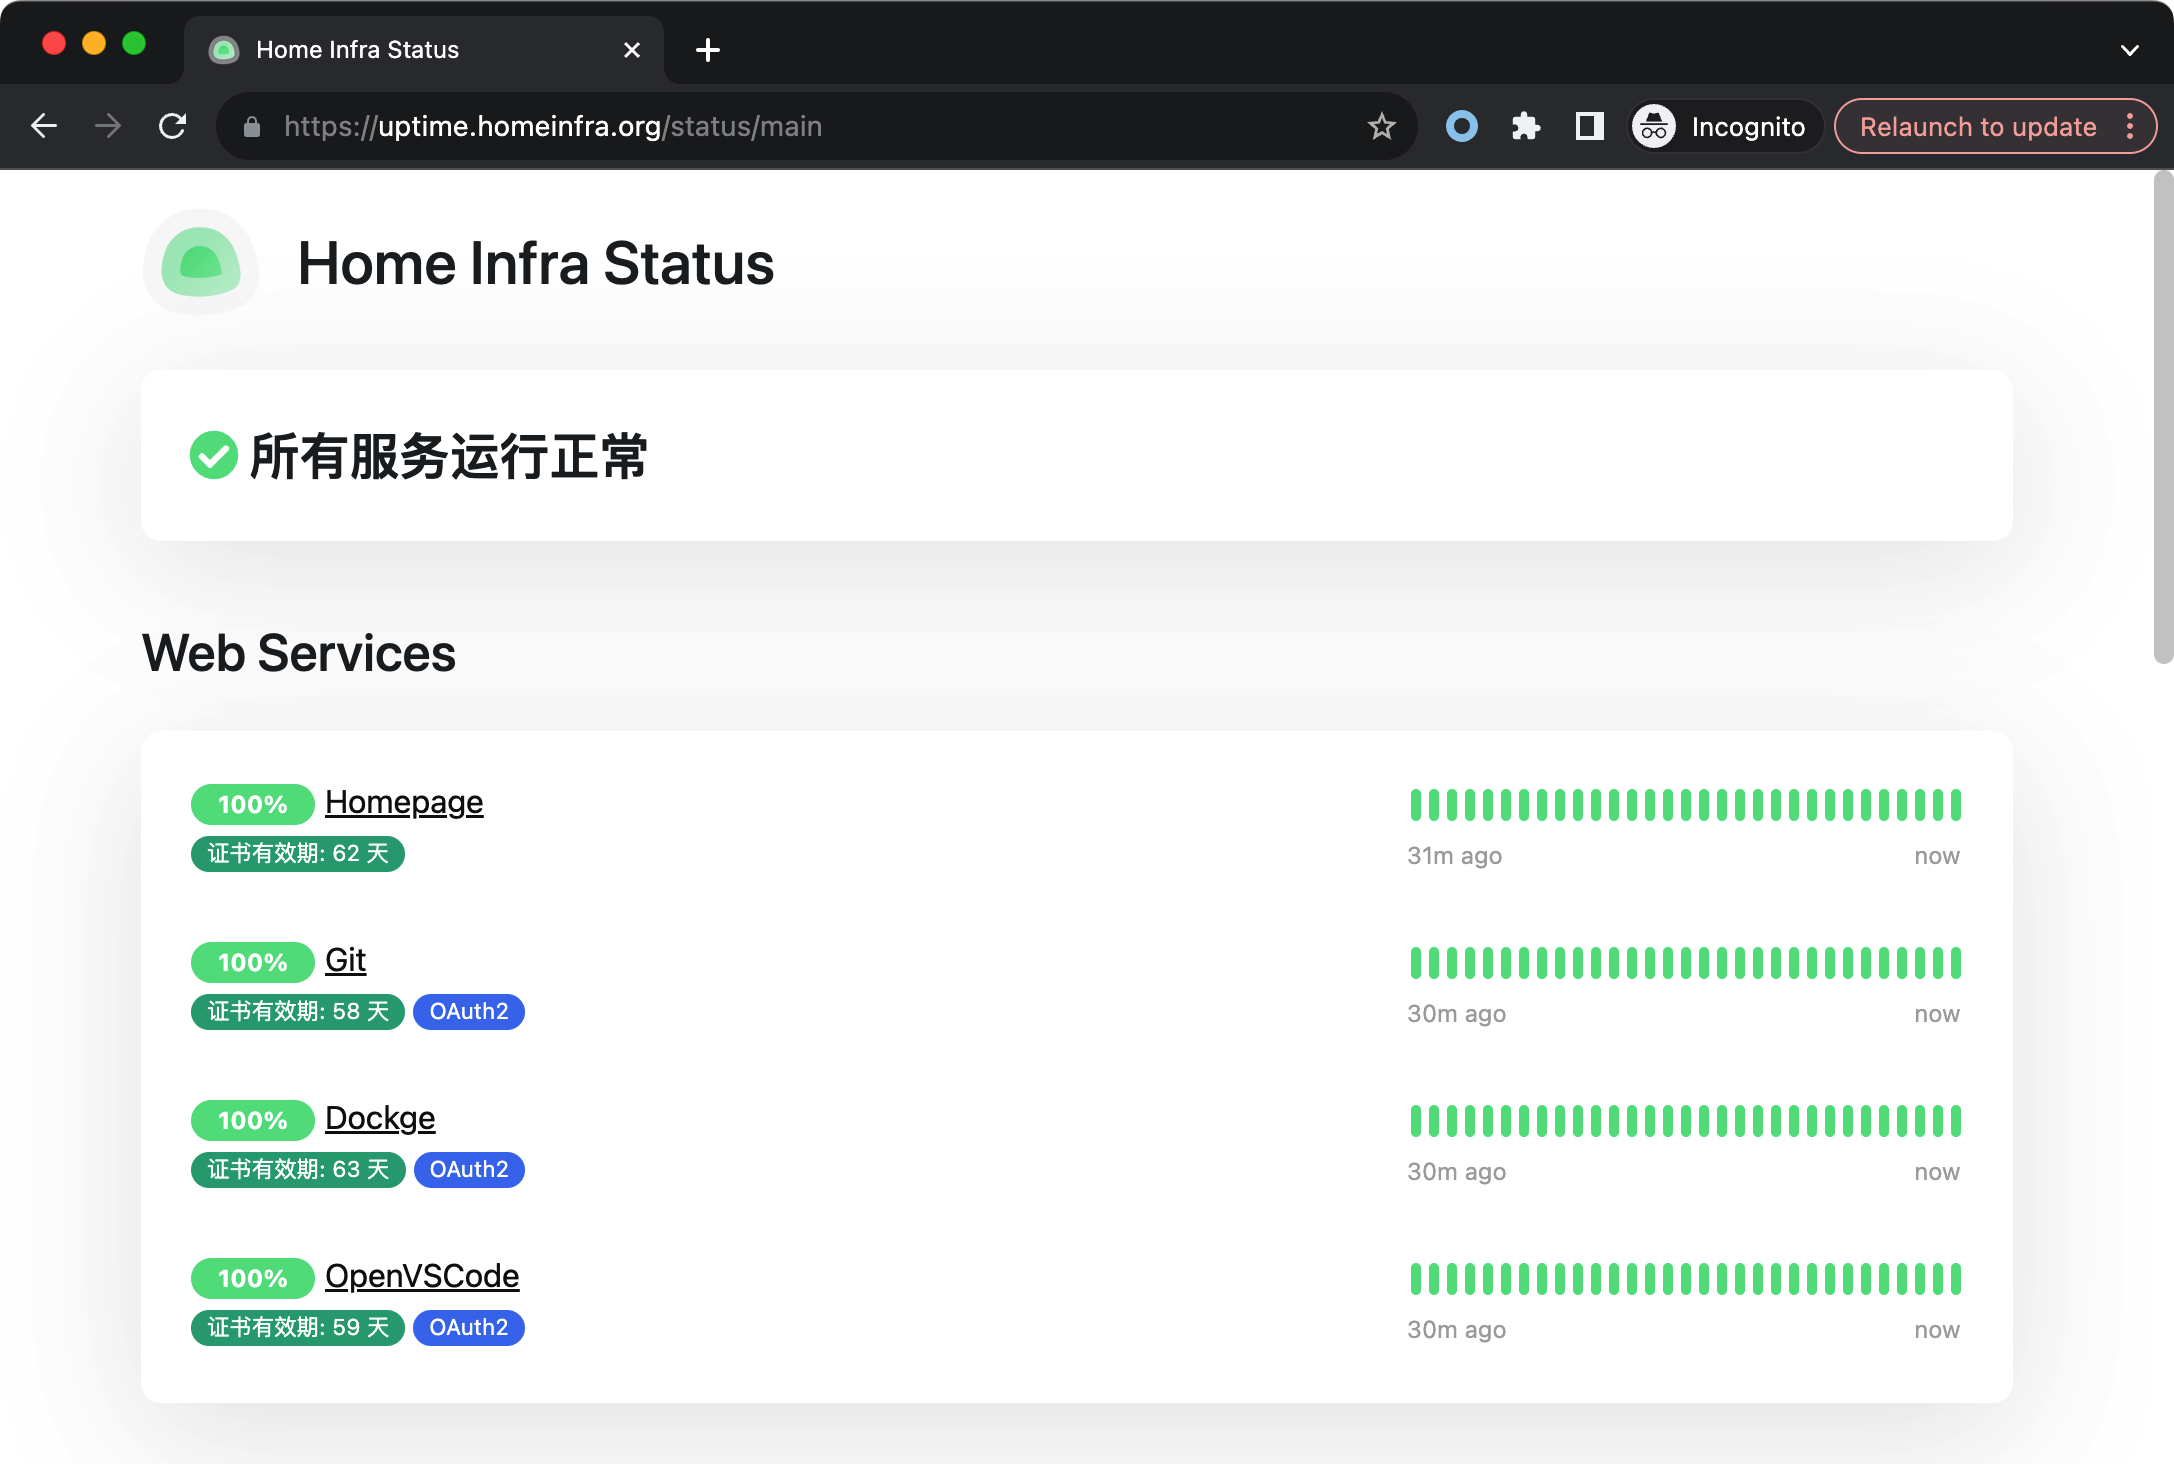 Home Infra Status
https://uptime.homeinfra.org/status/main
Incognito
Relaunch to update
Home Infra Status
所有服务运行正常
Web Services
100% Homepage
证书有效期: 62 天
31m ago now
100% Git
证书有效期: 58 天 OAuth2
30m ago now
100% Dockge
证书有效期: 63 天 OAuth2
30m ago now
100% OpenVSCode
证书有效期: 59 天 OAuth2
30m ago now